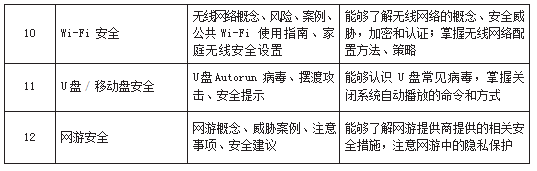 10
Wi-Fi 安全
无线网络概念、风险、案例、
公共 Wi-Fi 使用指南、家
庭无线安全设置
能够了解无线网络的概念、安全威
胁，加密和认证；掌握无线网络配
置方法、策略
11
U盘／移动盘安全
U盘Autorun 病毒、摆渡攻
击、安全提示
能够认识 U 盘常见病毒，掌握关
闭系统自动播放的命令和方式
12
网游安全
网游概念、威胁案例、注意
事项、安全建议
能够了解网游提供商提供的相关安
全措施，注意网游中的隐私保护